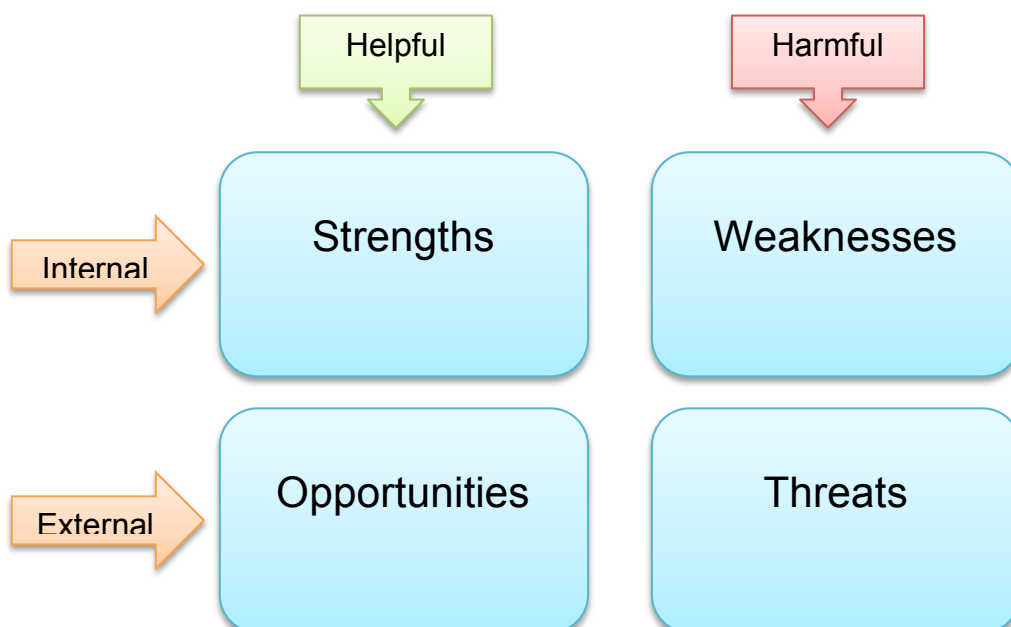 Helpful
Harmful
Internal
Strengths
Weaknesses
External
Opportunities
Threats